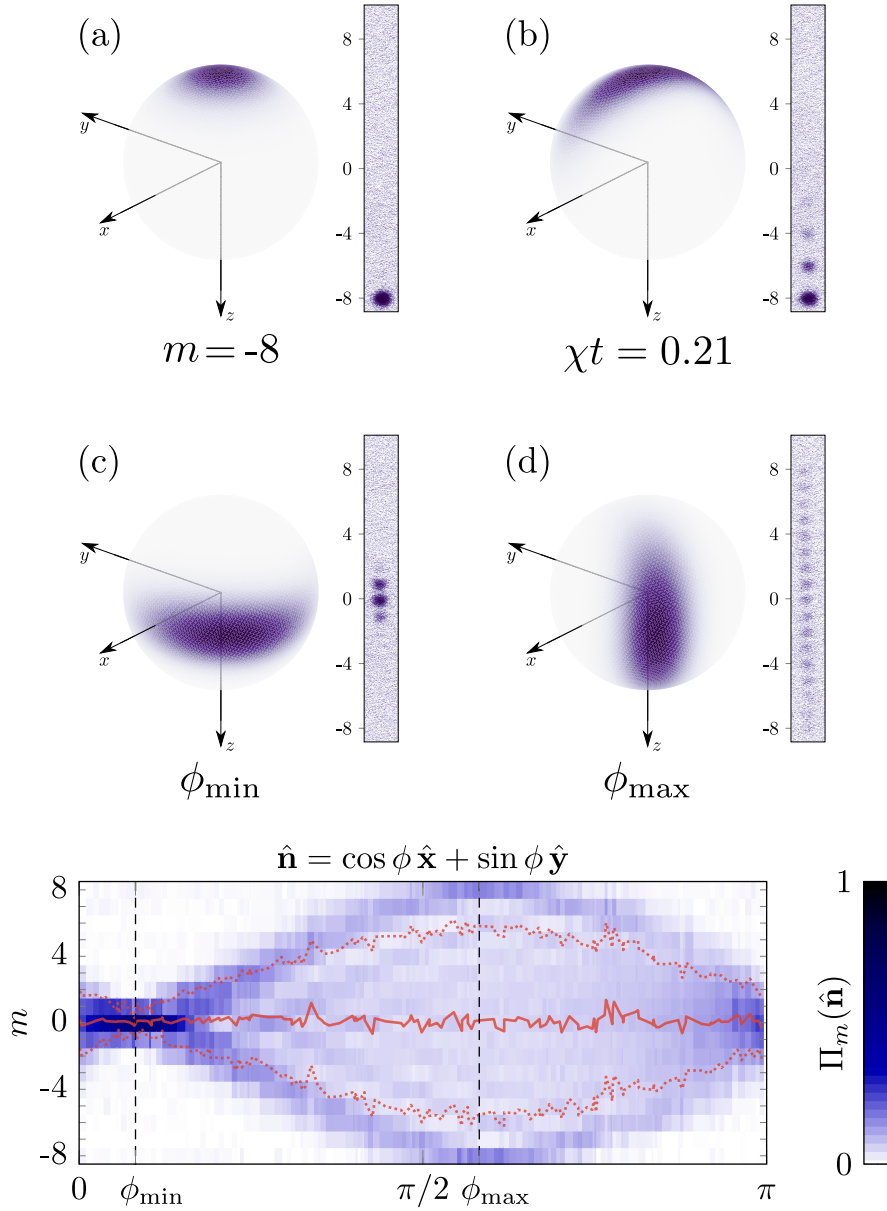 (a)
8
4
0
-4
-8
y
x
z
m = -8
(b)
8
4
0
-4
-8
y
x
z
χt = 0.21
(c)
8
4
0
-4
-8
y
x
z
ϕmin
(d)
8
4
0
-4
-8
y
x
z
ϕmax
n̂ = cos ϕ x̂ + sin ϕ ŷ
8
4
0
-4
-8
m
0 ϕmin π/2 ϕmax π
1
0
Πm(n̂)